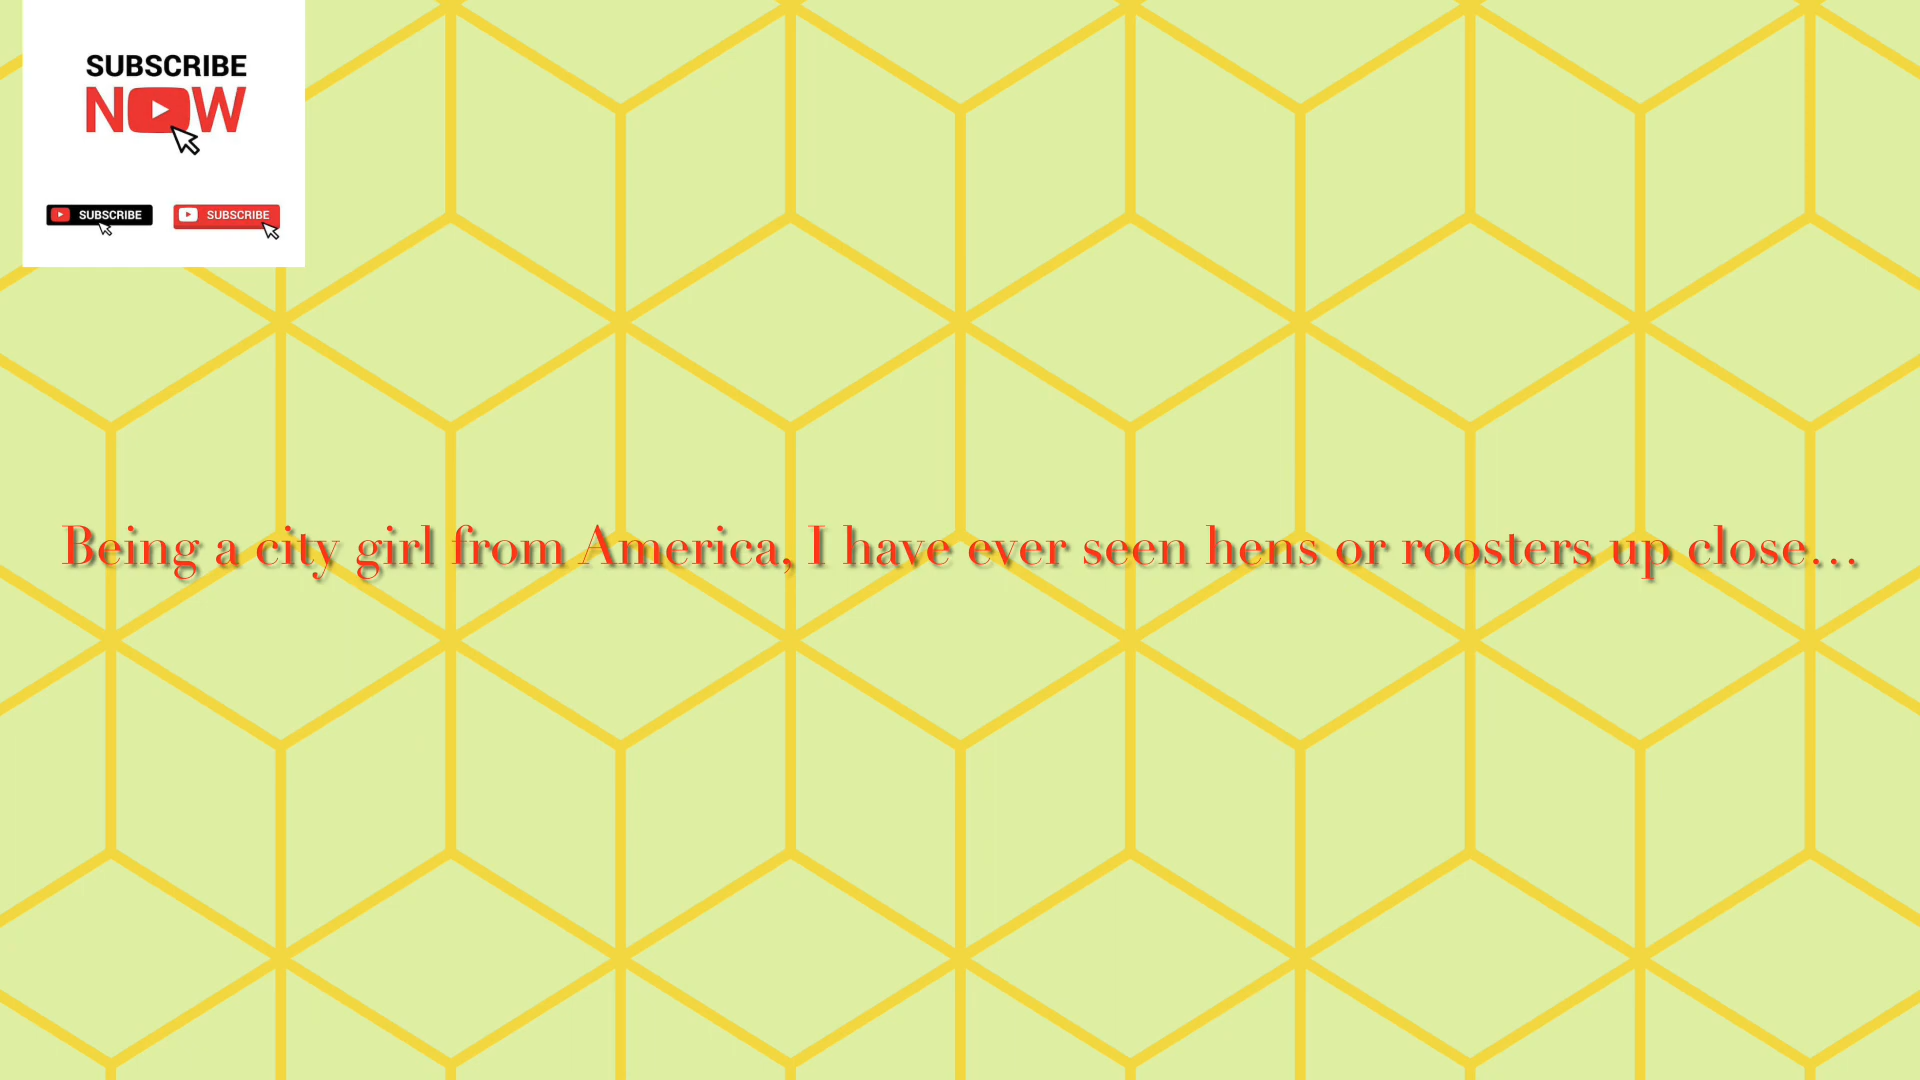 SUBSCRIBE
NOW
SUBSCRIBE SUBSCRIBE
Being a city girl from America, I have ever seen hens or roosters up close...